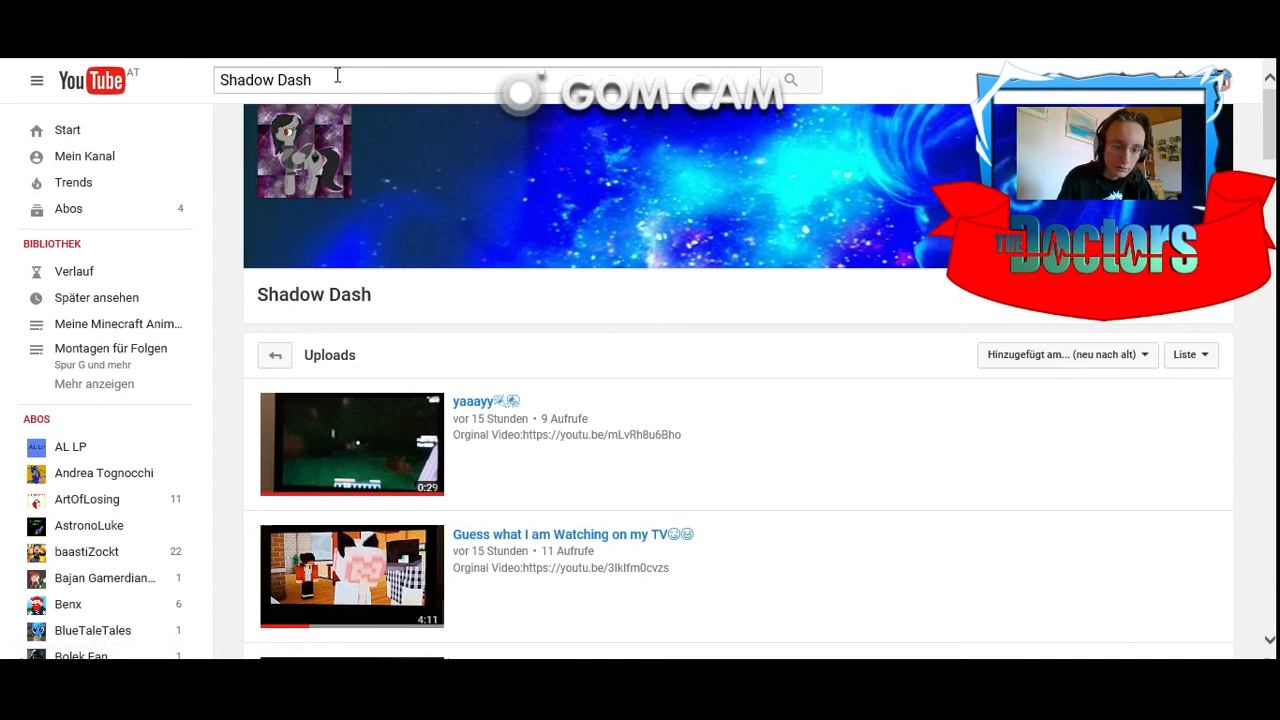 YouTube AT
Shadow Dash
GOM CAM
Start
Mein Kanal
Trends
Abos 4
BIBLIOTHEK
Verlauf
Später ansehen
Meine Minecraft Anim...
Montagen für Folgen
Spur G und mehr
Mehr anzeigen
ABOS
AL LP
Andrea Tognocchi
ArtOfLosing 11
AstronoLuke
baastiZockt 22
Bajan Gamerdian... 1
Benx 6
BlueTaleTales 1
Bolek Fan 1
THE DOCTORS
Shadow Dash
Uploads
Hinzugefügt am... (neu nach alt)
Liste
yaaayy
vor 15 Stunden • 9 Aufrufe
Orginal Video:https://youtu.be/mLvRh8u6Bho
0:29
Guess what I am Watching on my TV
vor 15 Stunden • 11 Aufrufe
Orginal Video:https://youtu.be/3lkIfm0cvzs
4:11